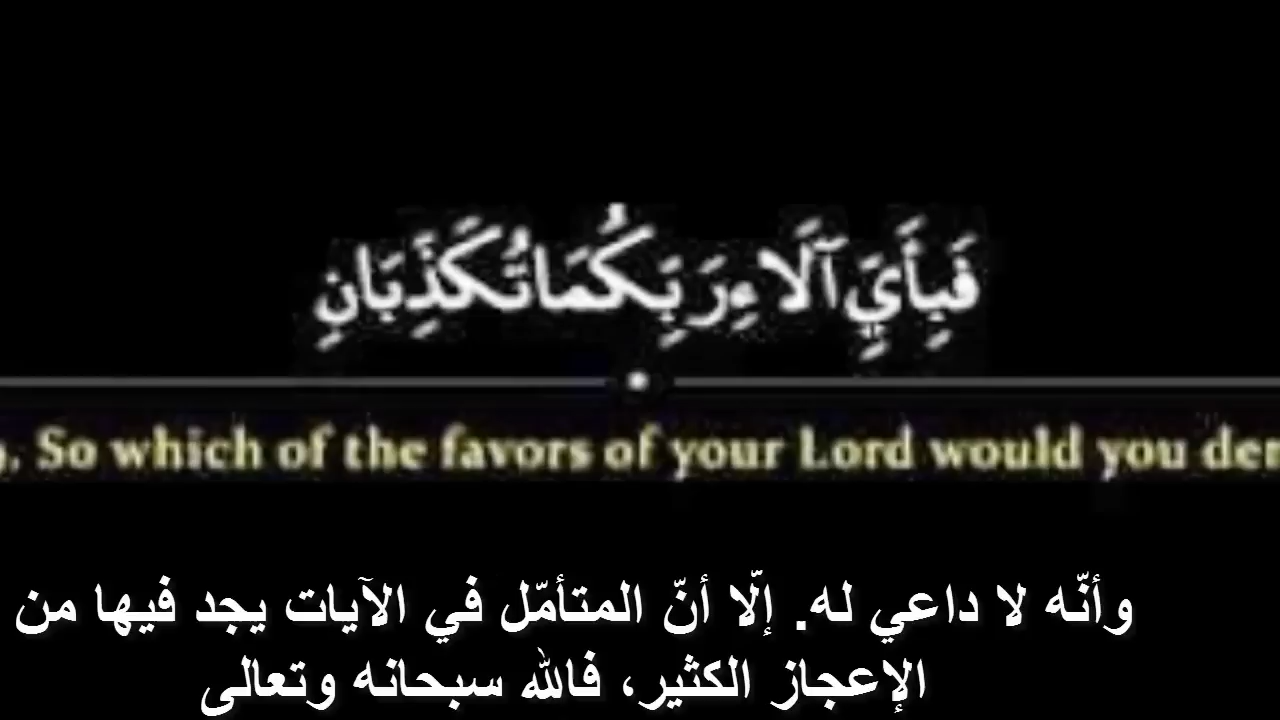 فَبِأَيِّ آلَاءِ رَبِّكُمَا تُكَذِّبَانِ
So which of the favors of your Lord would you
وأنّه لا داعي له. إلّا أنّ المتأمّل في الآيات يجد فيها من
الإعجاز الكثير، فالله سبحانه وتعالى